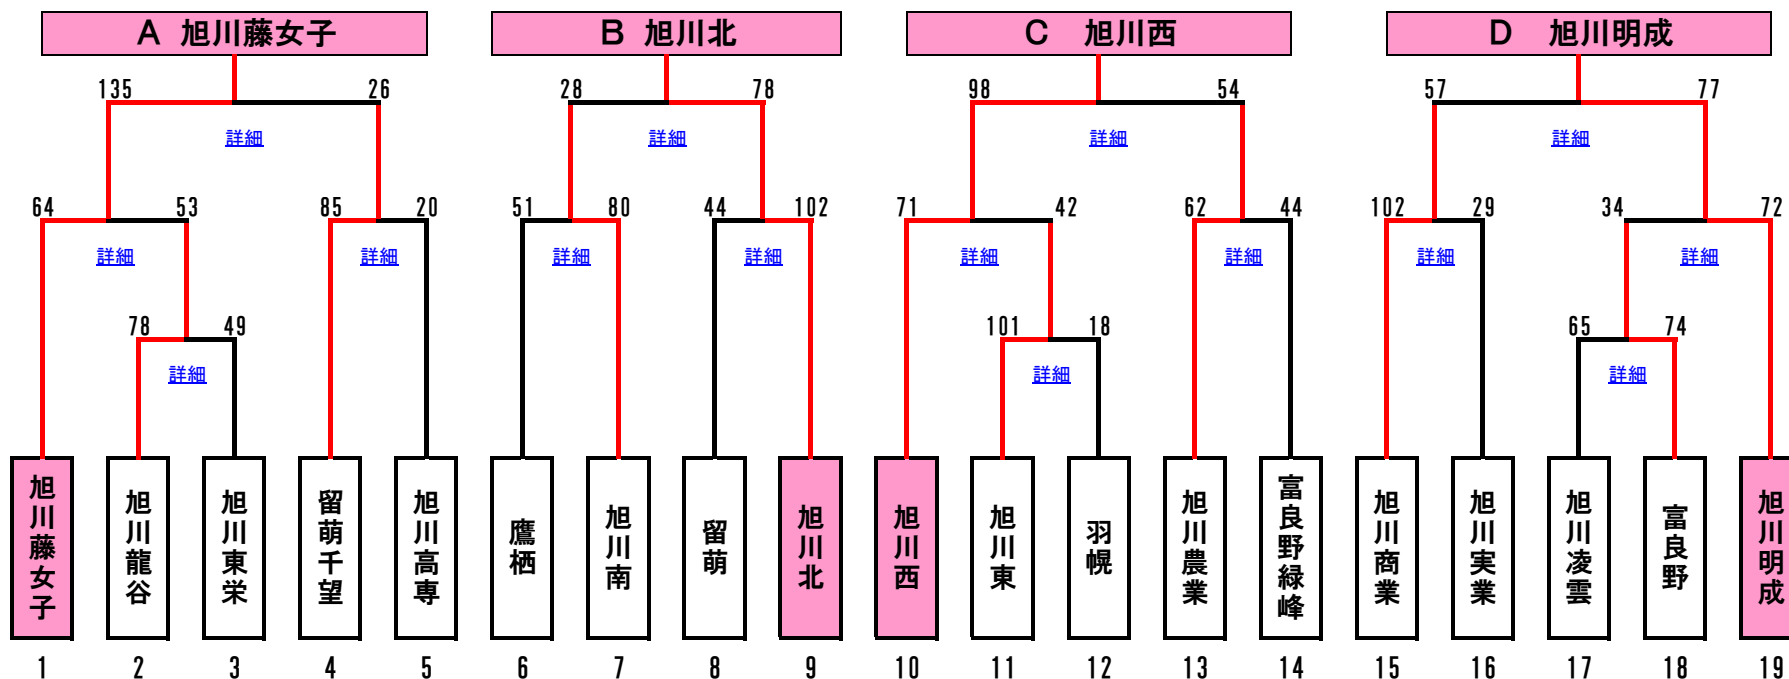 A 旭川藤女子
B 旭川北
C 旭川西
D 旭川明成
135 26 28 78 98 54 57 77
詳細 詳細 詳細 詳細
64 53 85 20 51 80 44 102 71 42 62 44 102 29 34 72
詳細 詳細 詳細 詳細 詳細 詳細 詳細 詳細
78 49 101 18 65 74
詳細 詳細 詳細
旭川藤女子
旭川龍谷
旭川東栄
留萌千望
旭川高専
鷹栖
旭川南
留萌
旭川北
旭川西
旭川東
羽幌
旭川農業
富良野緑峰
旭川商業
旭川実業
旭川凌雲
富良野
旭川明成
1 2 3 4 5 6 7 8 9 10 11 12 13 14 15 16 17 18 19